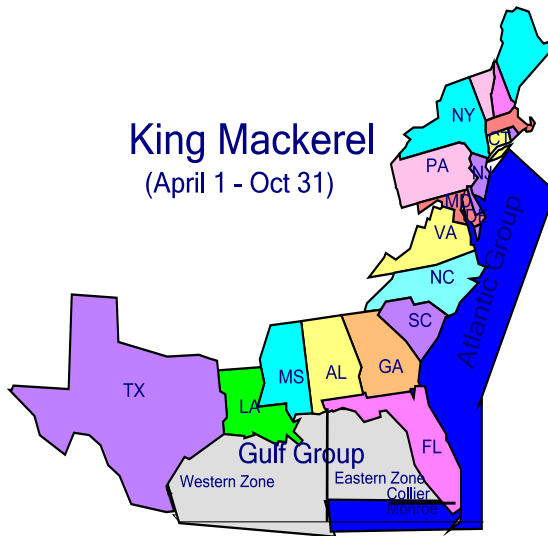 King Mackerel
(April 1 - Oct 31)
NY
CT
PA
NJ
MD
DE
VA
NC
SC
Atlantic Group
TX
LA
MS
AL
GA
FL
Gulf Group
Western Zone
Eastern Zone
Collier
Monroe